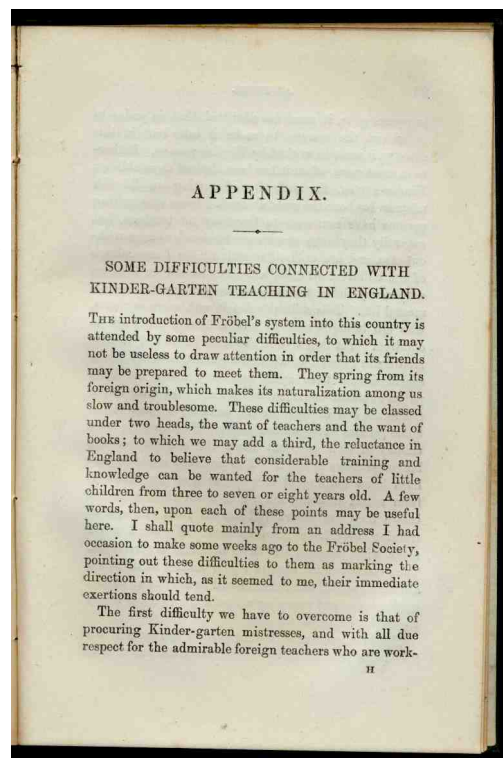 APPENDIX.
SOME DIFFICULTIES CONNECTED WITH
KINDER-GARTEN TEACHING IN ENGLAND.
THE introduction of Fröbel's system into this country is
attended by some peculiar difficulties, to which it may
not be useless to draw attention in order that its friends
may be prepared to meet them. They spring from its
foreign origin, which makes its naturalization among us
slow and troublesome. These difficulties may be classed
under two heads, the want of teachers and the want of
books; to which we may add a third, the reluctance in
England to believe that considerable training and
knowledge can be wanted for the teachers of little
children from three to seven or eight years old. A few
words, then, upon each of these points may be useful
here. I shall quote mainly from an address I had
occasion to make some weeks ago to the Fröbel Society,
pointing out these difficulties to them as marking the
direction in which, as it seemed to me, their immediate
exertions should tend.
The first difficulty we have to overcome is that of
procuring Kinder-garten mistresses, and with all due
respect for the admirable foreign teachers who are work-
H